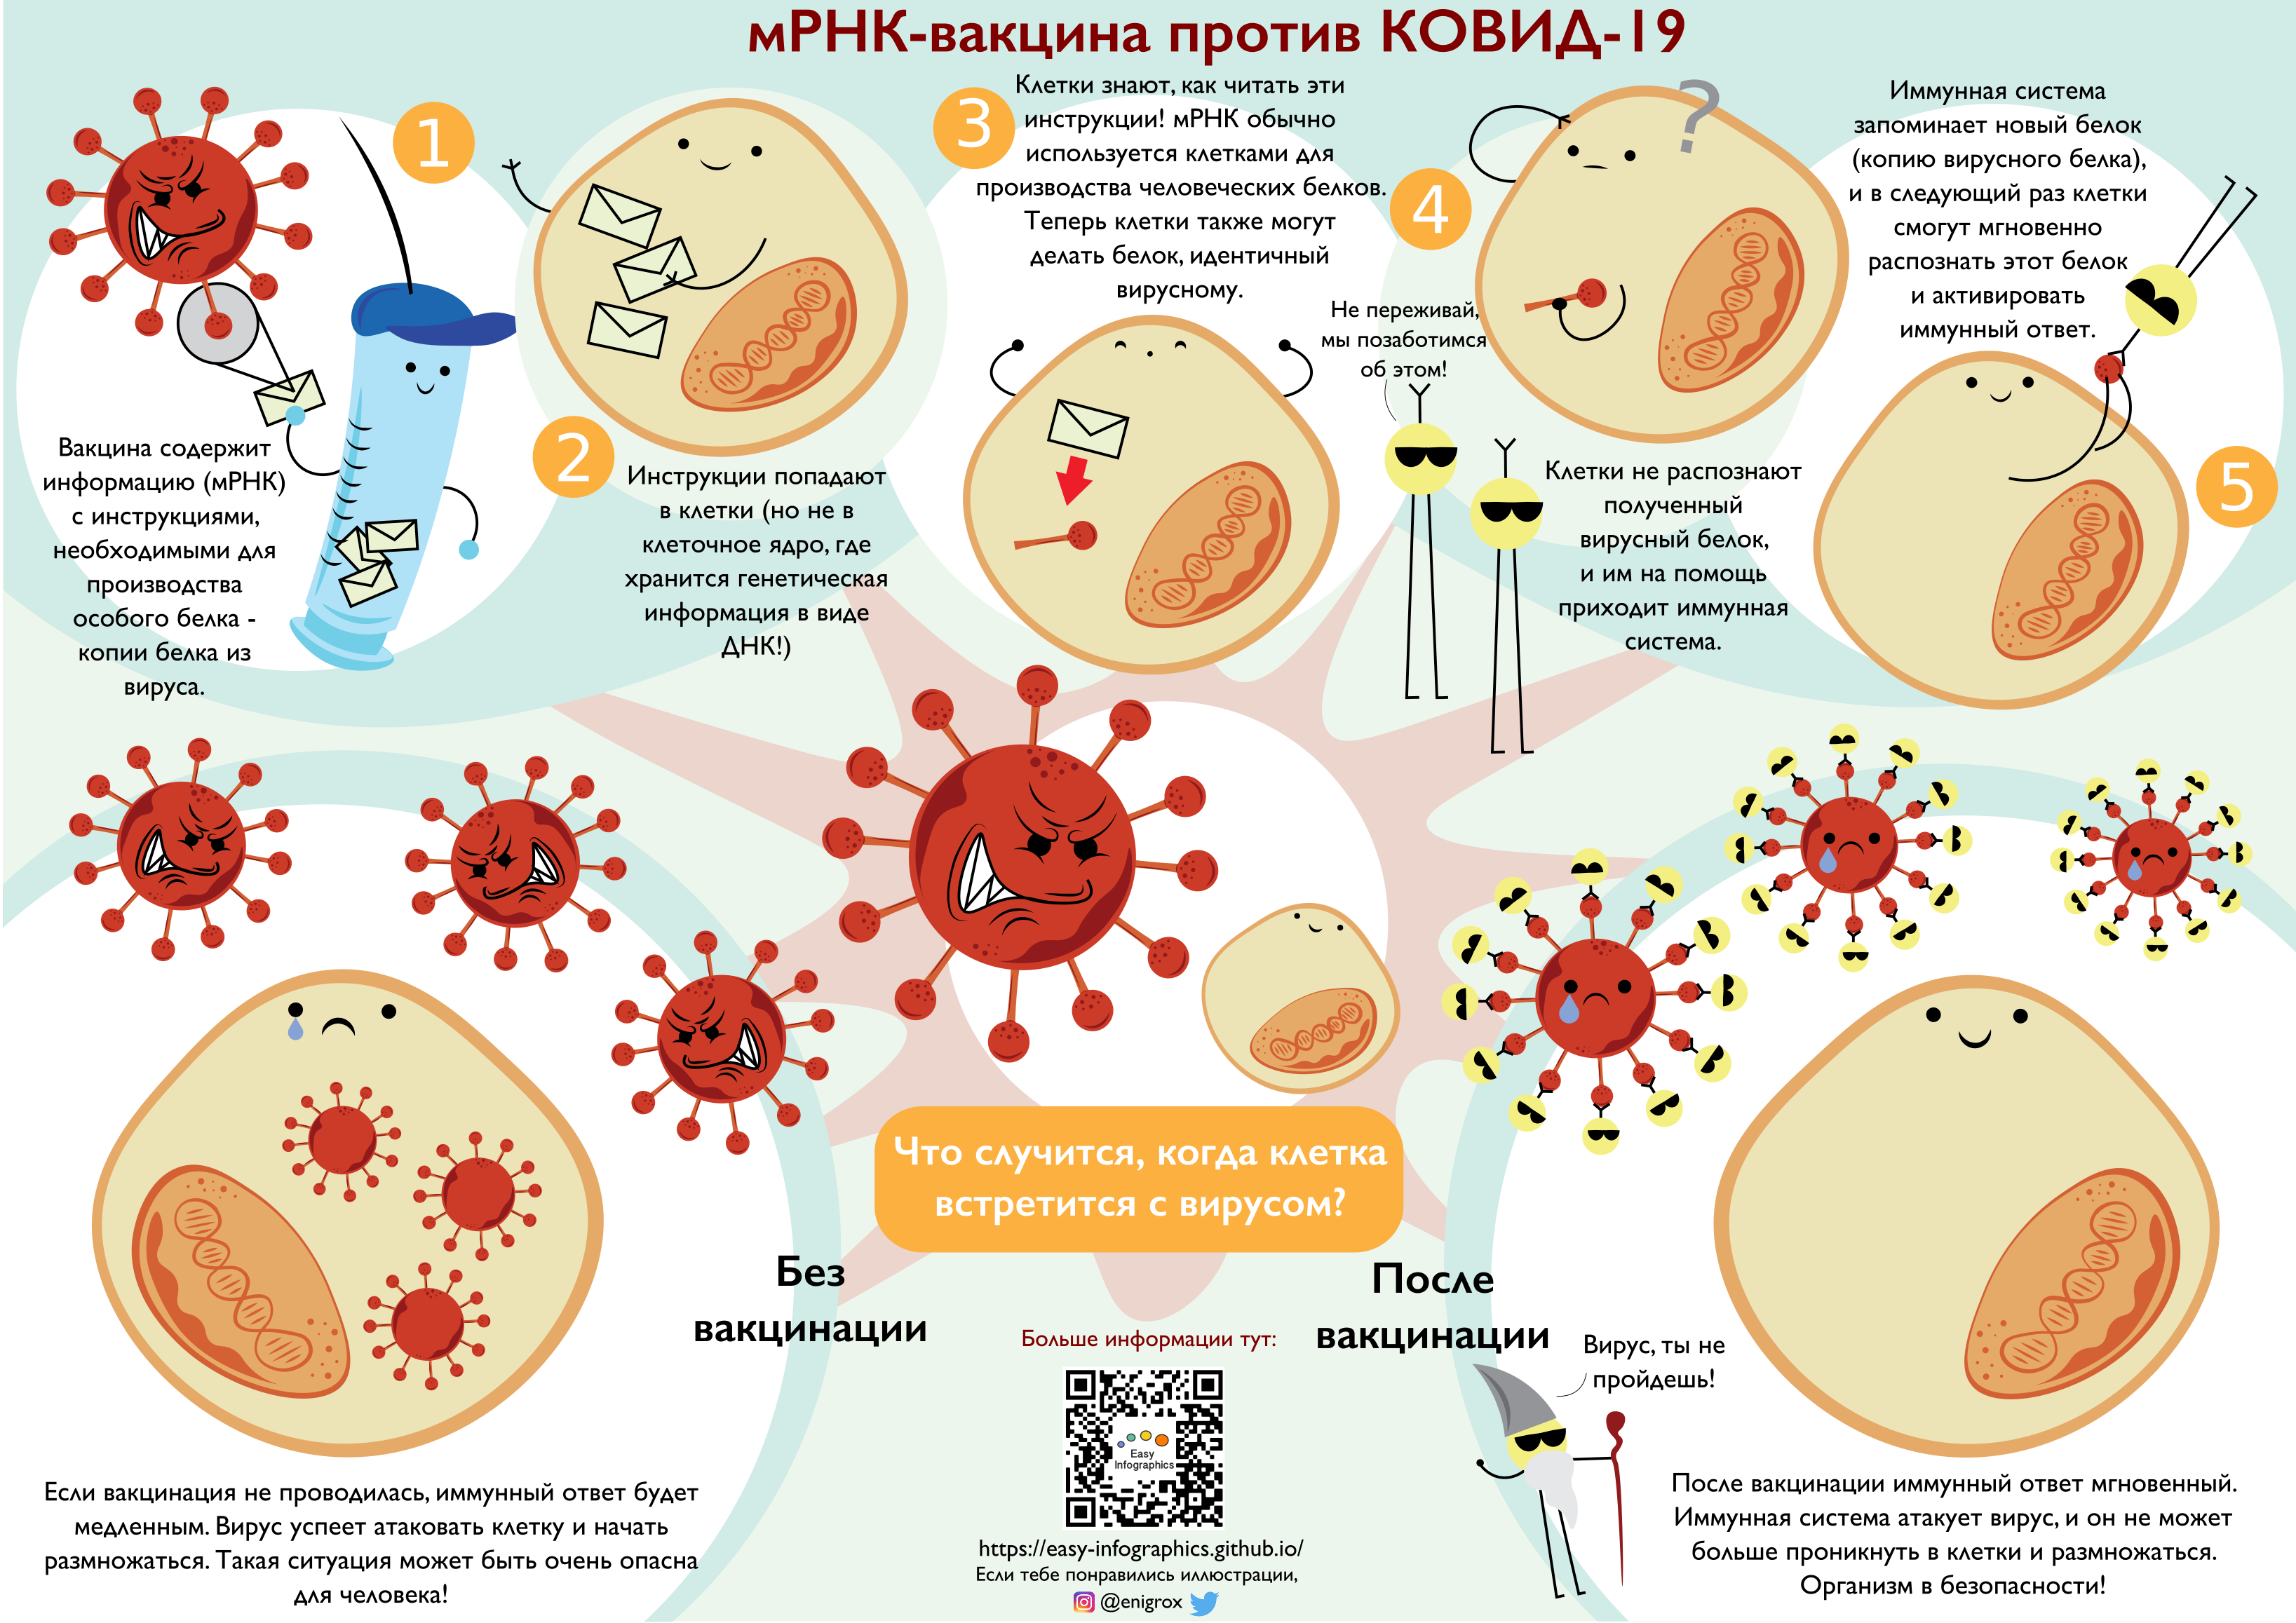 мРНК-вакцина против КОВИД-19
1
Вакцина содержит
информацию (мРНК)
с инструкциями,
необходимыми для
производства
особого белка -
копии белка из
вируса.
2
Инструкции попадают
в клетки (но не в
клеточное ядро, где
хранится генетическая
информация в виде
ДНК!)
3
Клетки знают, как читать эти
инструкции! мРНК обычно
используется клетками для
производства человеческих белков.
Теперь клетки также могут
делать белок, идентичный
вирусному.
4
?
Не переживай,
мы позаботимся
об этом!
Клетки не распознают
полученный
вирусный белок,
и им на помощь
приходит иммунная
система.
Иммунная система
запоминает новый белок
(копию вирусного белка),
и в следующий раз клетки
смогут мгновенно
распознать этот белок
и активировать
иммунный ответ.
5
Что случится, когда клетка
встретится с вирусом?
Без
вакцинации
Если вакцинация не проводилась, иммунный ответ будет
медленным. Вирус успеет атаковать клетку и начать
размножаться. Такая ситуация может быть очень опасна
для человека!
Больше информации тут:
Easy
Infographics
https://easy-infographics.github.io/
Если тебе понравились иллюстрации,
@enigrox
После
вакцинации
Вирус, ты не
пройдешь!
После вакцинации иммунный ответ мгновенный.
Иммунная система атакует вирус, и он не может
больше проникнуть в клетки и размножаться.
Организм в безопасности!